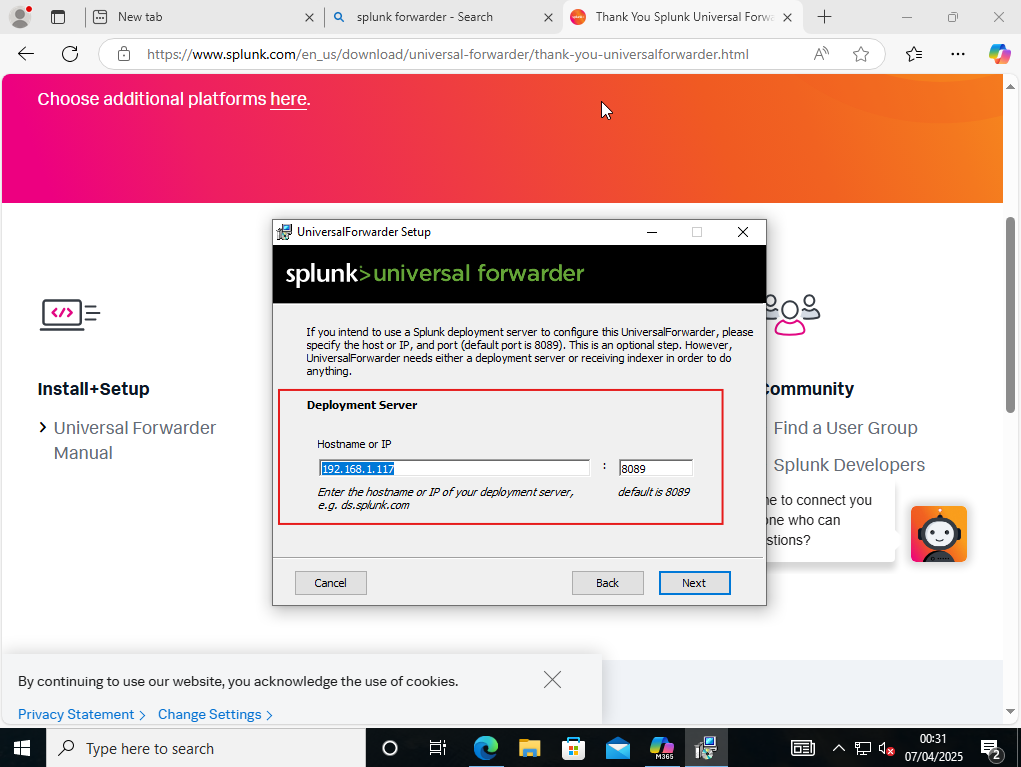 New tab
splunk forwarder - Search
Thank You Splunk Universal Forwa
https://www.splunk.com/en_us/download/universal-forwarder/thank-you-universalforwarder.html
Choose additional platforms here.
UniversalForwarder Setup
splunk>universal forwarder
If you intend to use a Splunk deployment server to configure this UniversalForwarder, please
specify the host or IP, and port (default port is 8089). This is an optional step. However,
UniversalForwarder needs either a deployment server or receiving indexer in order to do
anything.
Deployment Server
Hostname or IP
192.168.1.117 : 8089
Enter the hostname or IP of your deployment server,
e.g. ds.splunk.com
default is 8089
Cancel
Back
Next
Install+Setup
Universal Forwarder
Manual
Community
Find a User Group
Splunk Developers
me to connect you
one who can
stions?
By continuing to use our website, you acknowledge the use of cookies.
Privacy Statement
Change Settings
Type here to search
M365
00:31
07/04/2025
2